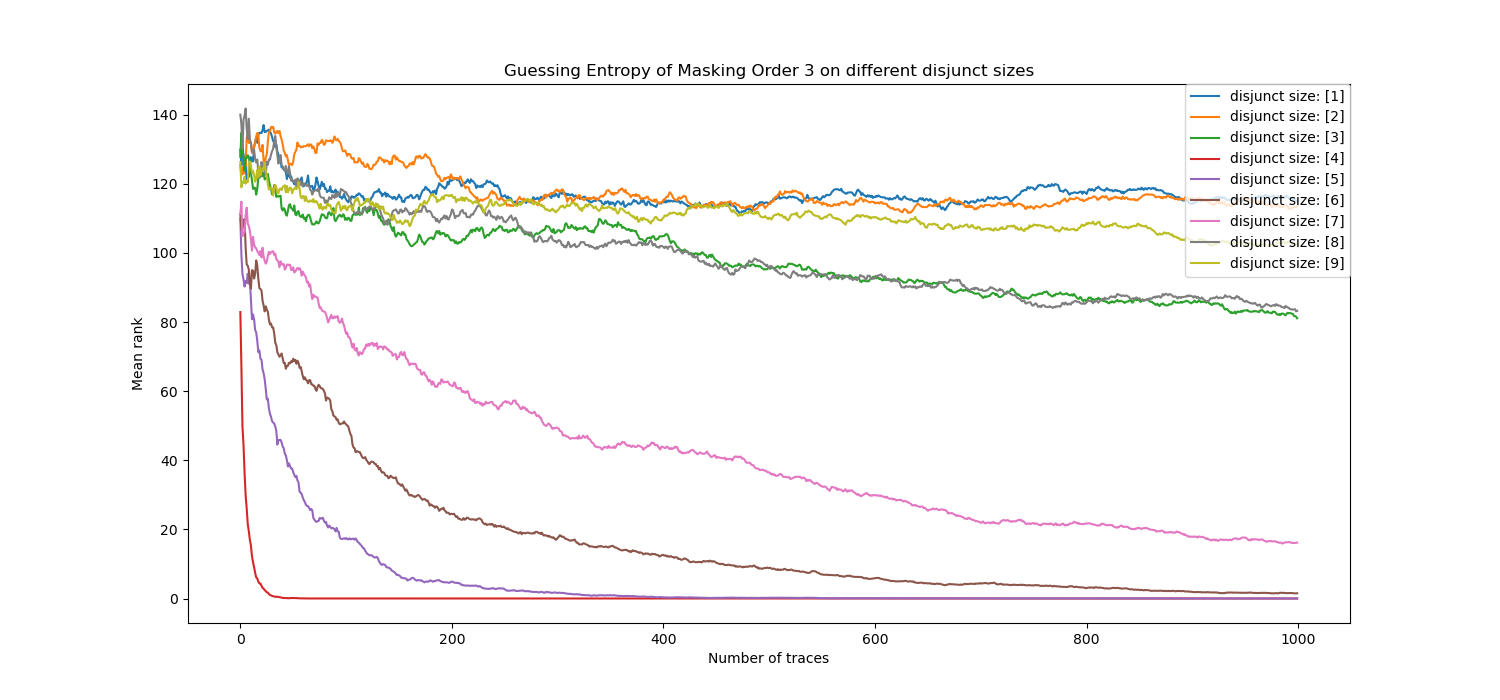 Guessing Entropy of Masking Order 3 on different disjunct sizes
disjunct size: [1]
disjunct size: [2]
disjunct size: [3]
disjunct size: [4]
disjunct size: [5]
disjunct size: [6]
disjunct size: [7]
disjunct size: [8]
disjunct size: [9]
140
120
100
80
60
40
20
0
Mean rank
0 200 400 600 800 1000
Number of traces